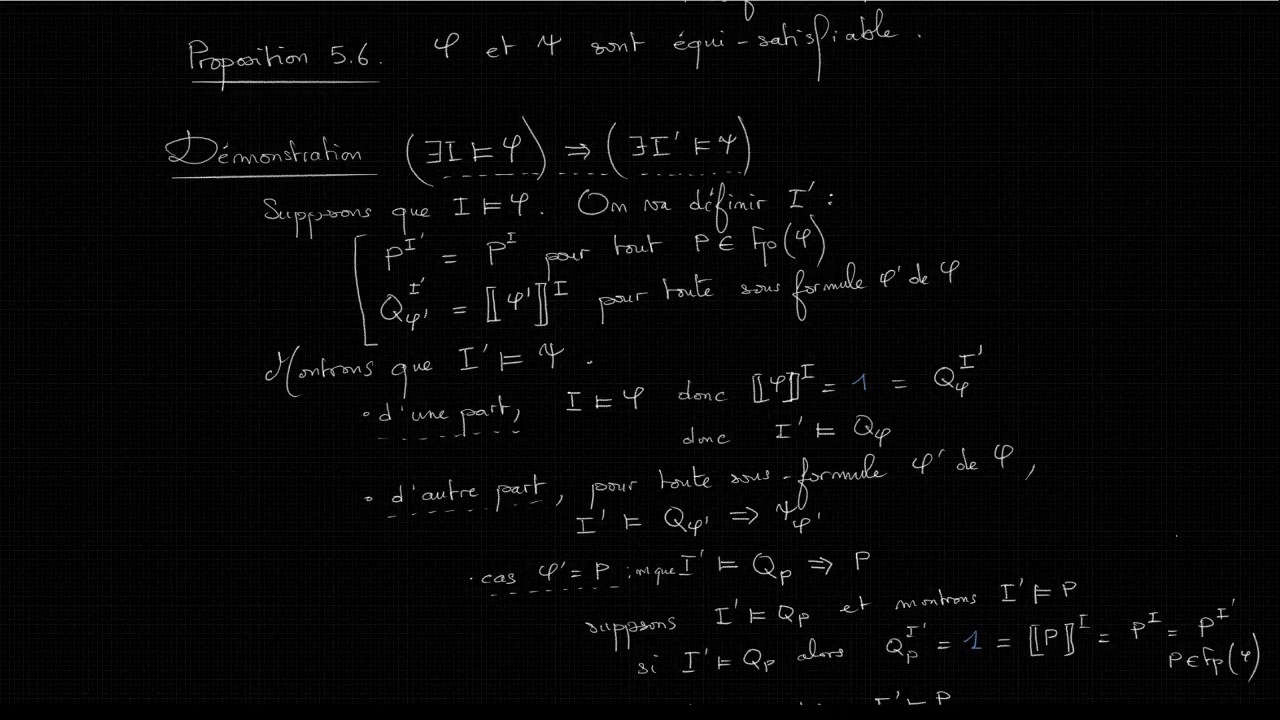 Proposition 5.6. φ et ψ sont équi-satisfiable.
Démonstration (∃I ⊨ φ) ⇒ (∃I' ⊨ ψ)
Supposons que I ⊨ φ. On va définir I' :
P^I' = P^I pour tout P ∈ Fp(φ)
Q_φ'^I' = ⟦φ'⟧^I pour toute sous formule φ' de φ
Montrons que I' ⊨ ψ.
• d'une part, I ⊨ φ donc ⟦φ⟧^I = 1 = Q_φ^I'
donc I' ⊨ Q_φ
• d'autre part, pour toute sous-formule φ' de φ,
I' ⊨ Q_φ' ⇒ ψ_φ'
· cas φ' = P : mque I' ⊨ Q_P ⇒ P
supposons I' ⊨ Q_P et montrons I' ⊨ P
si I' ⊨ Q_P alors Q_P^I' = 1 = ⟦P⟧^I = P^I = P^I'
P ∈ Fp(φ)
I' ⊨ P